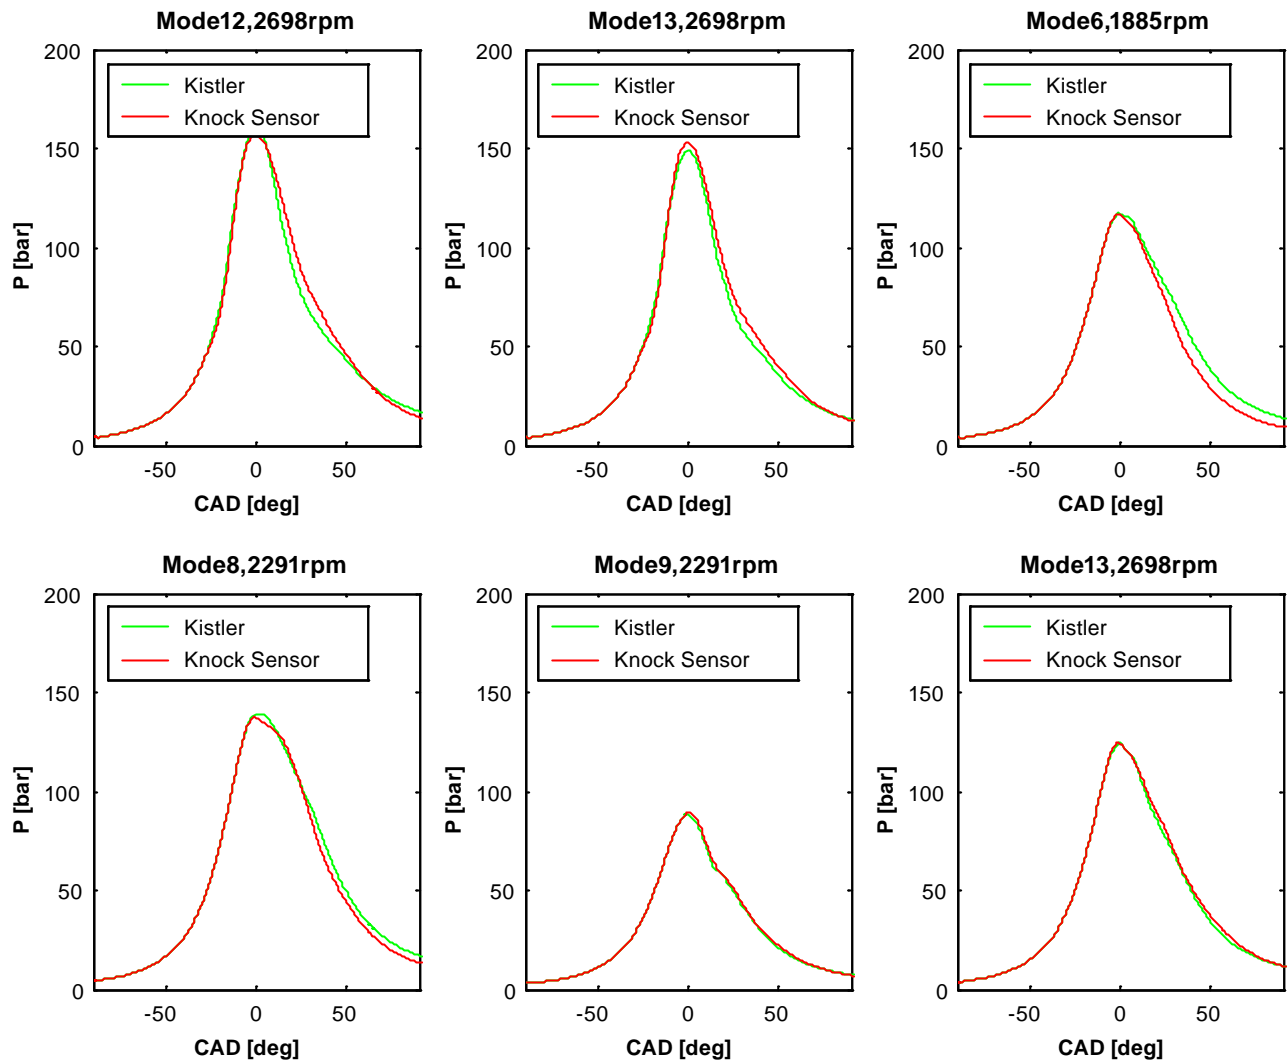 Mode12,2698rpm
200
150
100
50
0
P [bar]
Kistler
Knock Sensor
-50 0 50
CAD [deg]
Mode13,2698rpm
200
150
100
50
0
P [bar]
Kistler
Knock Sensor
-50 0 50
CAD [deg]
Mode6,1885rpm
200
150
100
50
0
P [bar]
Kistler
Knock Sensor
-50 0 50
CAD [deg]
Mode8,2291rpm
200
150
100
50
0
P [bar]
Kistler
Knock Sensor
-50 0 50
CAD [deg]
Mode9,2291rpm
200
150
100
50
0
P [bar]
Kistler
Knock Sensor
-50 0 50
CAD [deg]
Mode13,2698rpm
200
150
100
50
0
P [bar]
Kistler
Knock Sensor
-50 0 50
CAD [deg]